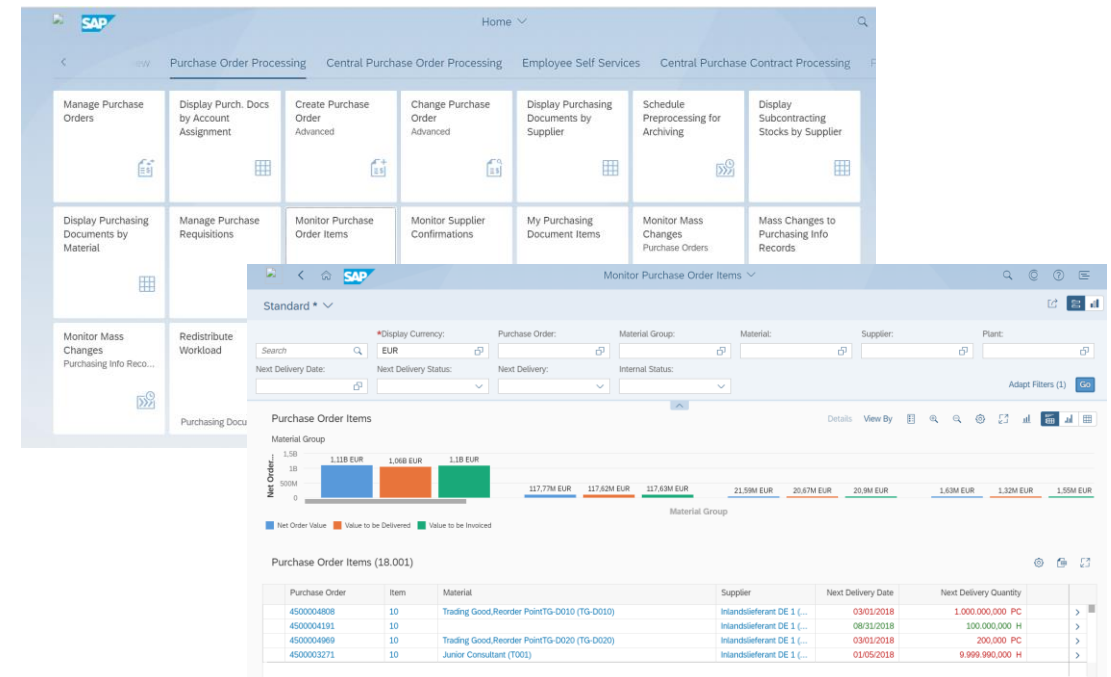 SAP
Home
Purchase Order Processing
Central Purchase Order Processing
Employee Self Services
Central Purchase Contract Processing
Manage Purchase
Orders
Display Purch. Docs
by Account
Assignment
Create Purchase
Order
Advanced
Change Purchase
Order
Advanced
Display Purchasing
Documents by
Supplier
Schedule
Preprocessing for
Archiving
Display
Subcontracting
Stocks by Supplier
Display Purchasing
Documents by
Material
Manage Purchase
Requisitions
Monitor Purchase
Order Items
Monitor Supplier
Confirmations
My Purchasing
Document Items
Monitor Mass
Changes
Purchase Orders
Mass Changes to
Purchasing Info
Records
Monitor Mass
Changes
Purchasing Info Reco...
Redistribute
Workload
Purchasing Docu
SAP
Monitor Purchase Order Items
Standard *
Search
*Display Currency:
EUR
Purchase Order:
Material Group:
Material:
Supplier:
Plant:
Next Delivery Date:
Next Delivery Status:
Next Delivery:
Internal Status:
Adapt Filters (1)
Go
Purchase Order Items
Details
View By
Material Group
Net Order...
1.5B
1B
500M
0
1,11B EUR
1,06B EUR
1,1B EUR
117,77M EUR
117,62M EUR
117,63M EUR
21,59M EUR
20,67M EUR
20,9M EUR
1,63M EUR
1,32M EUR
1,55M EUR
Material Group
Net Order Value
Value to be Delivered
Value to be Invoiced
Purchase Order Items (18.001)
Purchase Order Item Material Supplier Next Delivery Date Next Delivery Quantity
4500004808 10 Trading Good,Reorder PointTG-D010 (TG-D010) Inlandslieferant DE 1 (... 03/01/2018 1.000.000,000 PC
4500004191 10 Inlandslieferant DE 1 (... 08/31/2018 100.000,000 H
4500004969 10 Trading Good,Reorder PointTG-D020 (TG-D020) Inlandslieferant DE 1 (... 03/01/2018 200,000 PC
4500003271 10 Junior Consultant (T001) Inlandslieferant DE 1 (... 01/05/2018 9.999.990,000 H